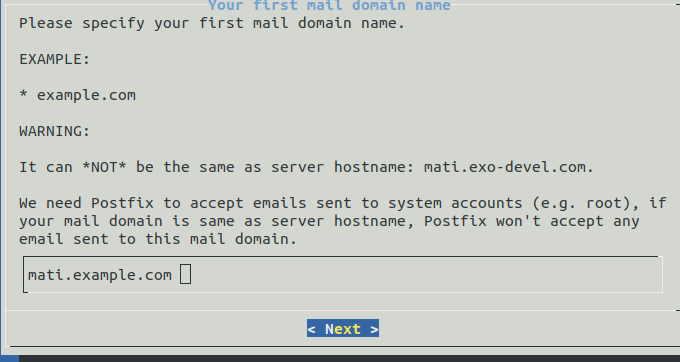 Your first mail domain name
Please specify your first mail domain name.
EXAMPLE:
* example.com
WARNING:
It can *NOT* be the same as server hostname: mati.exo-devel.com.
We need Postfix to accept emails sent to system accounts (e.g. root), if
your mail domain is same as server hostname, Postfix won't accept any
email sent to this mail domain.
mati.example.com
< Next >